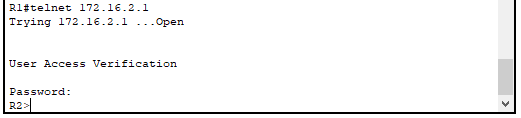 R1#telnet 172.16.2.1
Trying 172.16.2.1 ...Open
User Access Verification
Password:
R2>